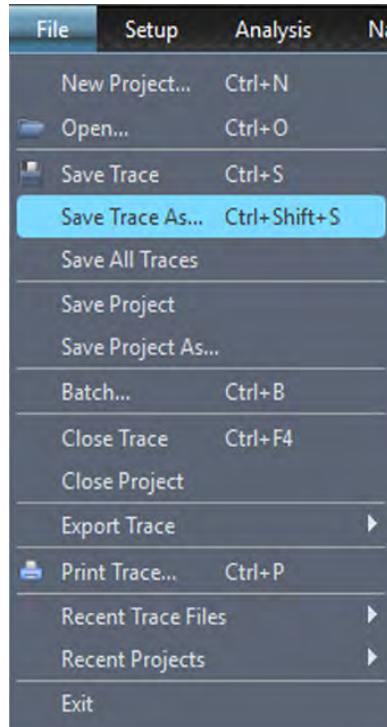 File Setup Analysis
New Project... Ctrl+N
Open... Ctrl+O
Save Trace Ctrl+S
Save Trace As... Ctrl+Shift+S
Save All Traces
Save Project
Save Project As...
Batch... Ctrl+B
Close Trace Ctrl+F4
Close Project
Export Trace
Print Trace... Ctrl+P
Recent Trace Files
Recent Projects
Exit